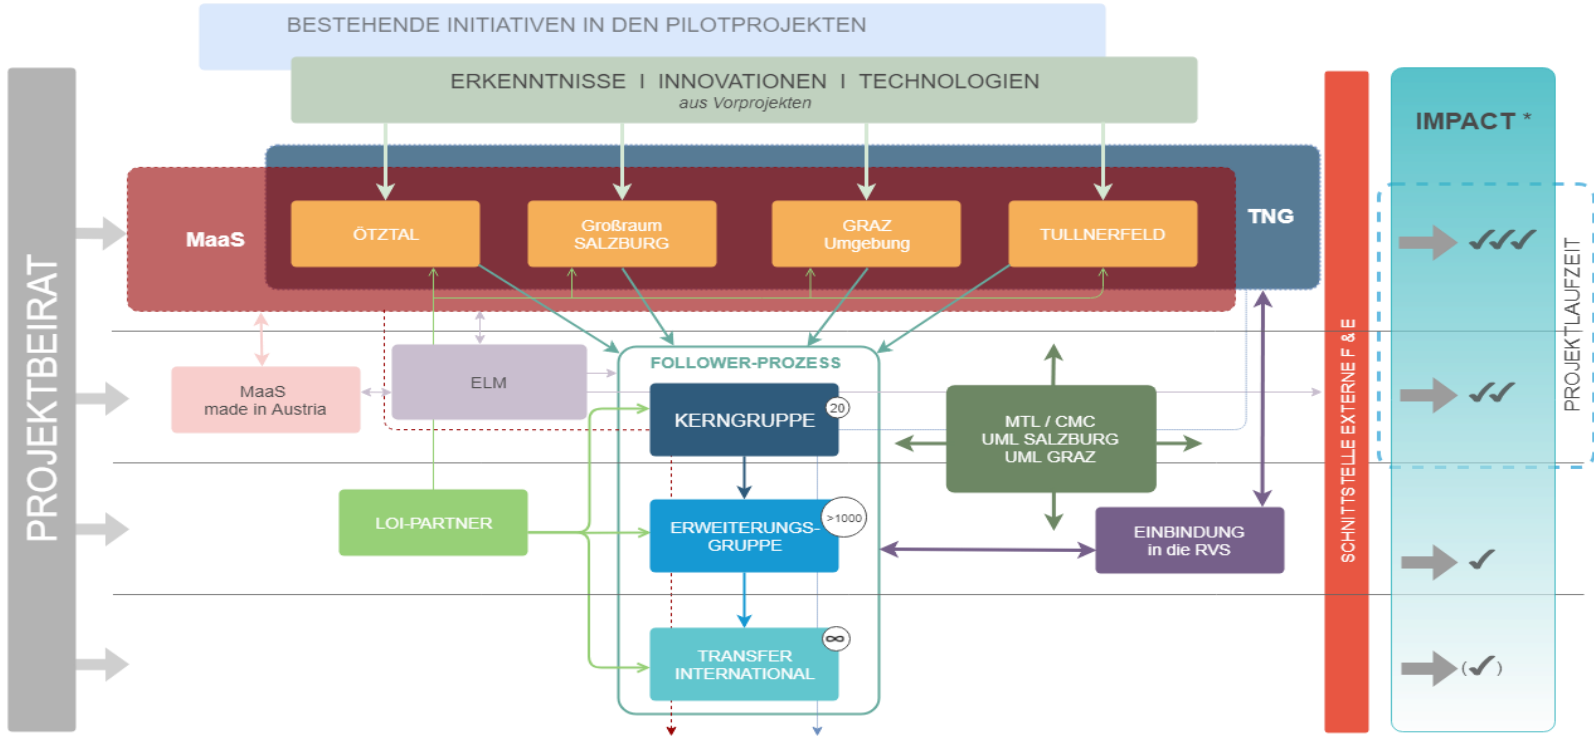 BESTEHENDE INITIATIVEN IN DEN PILOTPROJEKTEN
ERKENNTNISSE I INNOVATIONEN I TECHNOLOGIEN
aus Vorprojekten
PROJEKTBEIRAT
MaaS
TNG
ÖTZTAL
Großraum
SALZBURG
GRAZ
Umgebung
TULLNERFELD
IMPACT *
PROJEKTLAUFZEIT
SCHNITTSTELLE EXTERNE F & E
MaaS
made in Austria
ELM
FOLLOWER-PROZESS
KERNGRUPPE
20
MTL / CMC
UML SALZBURG
UML GRAZ
LOI-PARTNER
ERWEITERUNGS-
GRUPPE
>1000
EINBINDUNG
in die RVS
TRANSFER
INTERNATIONAL
∞